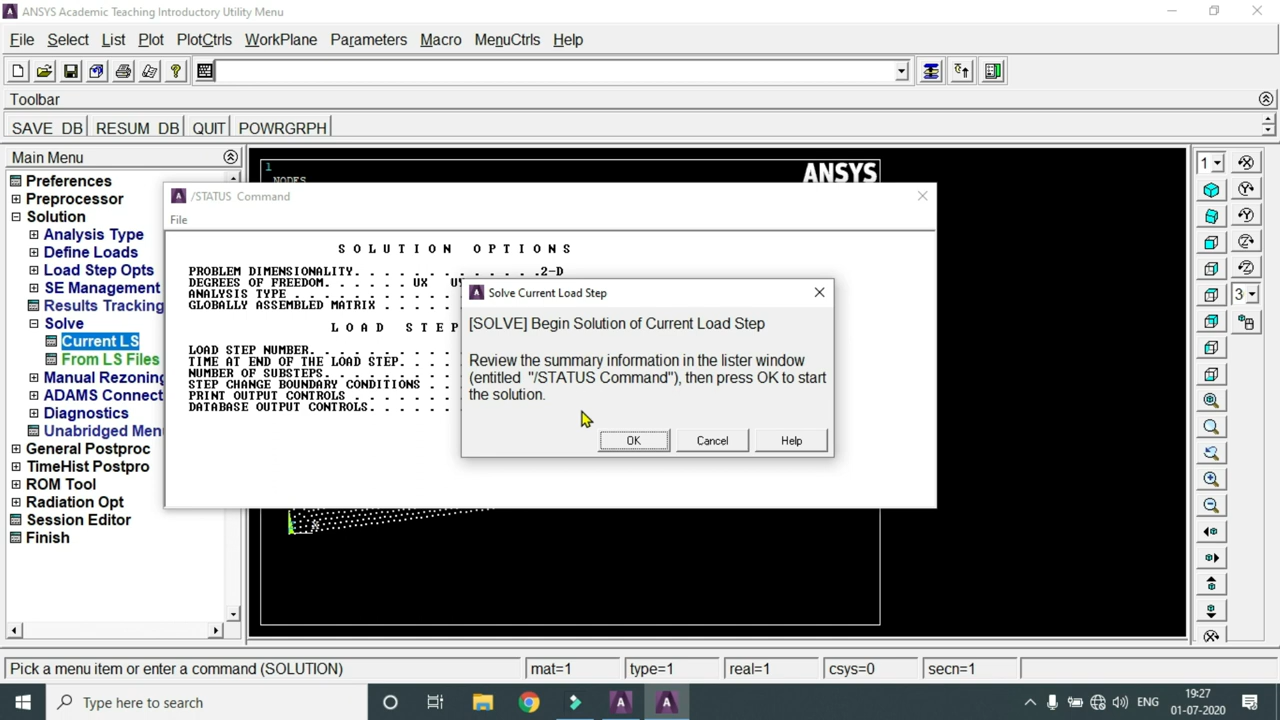 ANSYS Academic Teaching Introductory Utility Menu
File Select List Plot PlotCtrls WorkPlane Parameters Macro MenuCtrls Help
Toolbar
SAVE_DB RESUM_DB QUIT POWRGRPH
Main Menu
Preferences
Preprocessor
Solution
Analysis Type
Define Loads
Load Step Opts
SE Management
Results Tracking
Solve
Current LS
From LS Files
Manual Rezoning
ADAMS Connect
Diagnostics
Unabridged Men
General Postproc
TimeHist Postpro
ROM Tool
Radiation Opt
Session Editor
Finish
1
NODES
ANSYS
/STATUS Command
File
S O L U T I O N   O P T I O N S
PROBLEM DIMENSIONALITY. . . . . . . . . . . . .2-D
DEGREES OF FREEDOM. . . . . . UX
ANALYSIS TYPE . . . . . . . . . . .
GLOBALLY ASSEMBLED MATRIX . . . . .
L O A D   S T E P
LOAD STEP NUMBER. . . . . . . . . .
TIME AT END OF THE LOAD STEP. . . . .
NUMBER OF SUBSTEPS. . . . . . . . .
STEP CHANGE BOUNDARY CONDITIONS . . .
PRINT OUTPUT CONTROLS . . . . . . .
DATABASE OUTPUT CONTROLS. . . . . .
Solve Current Load Step
[SOLVE] Begin Solution of Current Load Step
Review the summary information in the lister window
(entitled "/STATUS Command"), then press OK to start
the solution.
OK Cancel Help
1
3
Pick a menu item or enter a command (SOLUTION) mat=1 type=1 real=1 csys=0 secn=1
Type here to search
ENG
19:27
01-07-2020